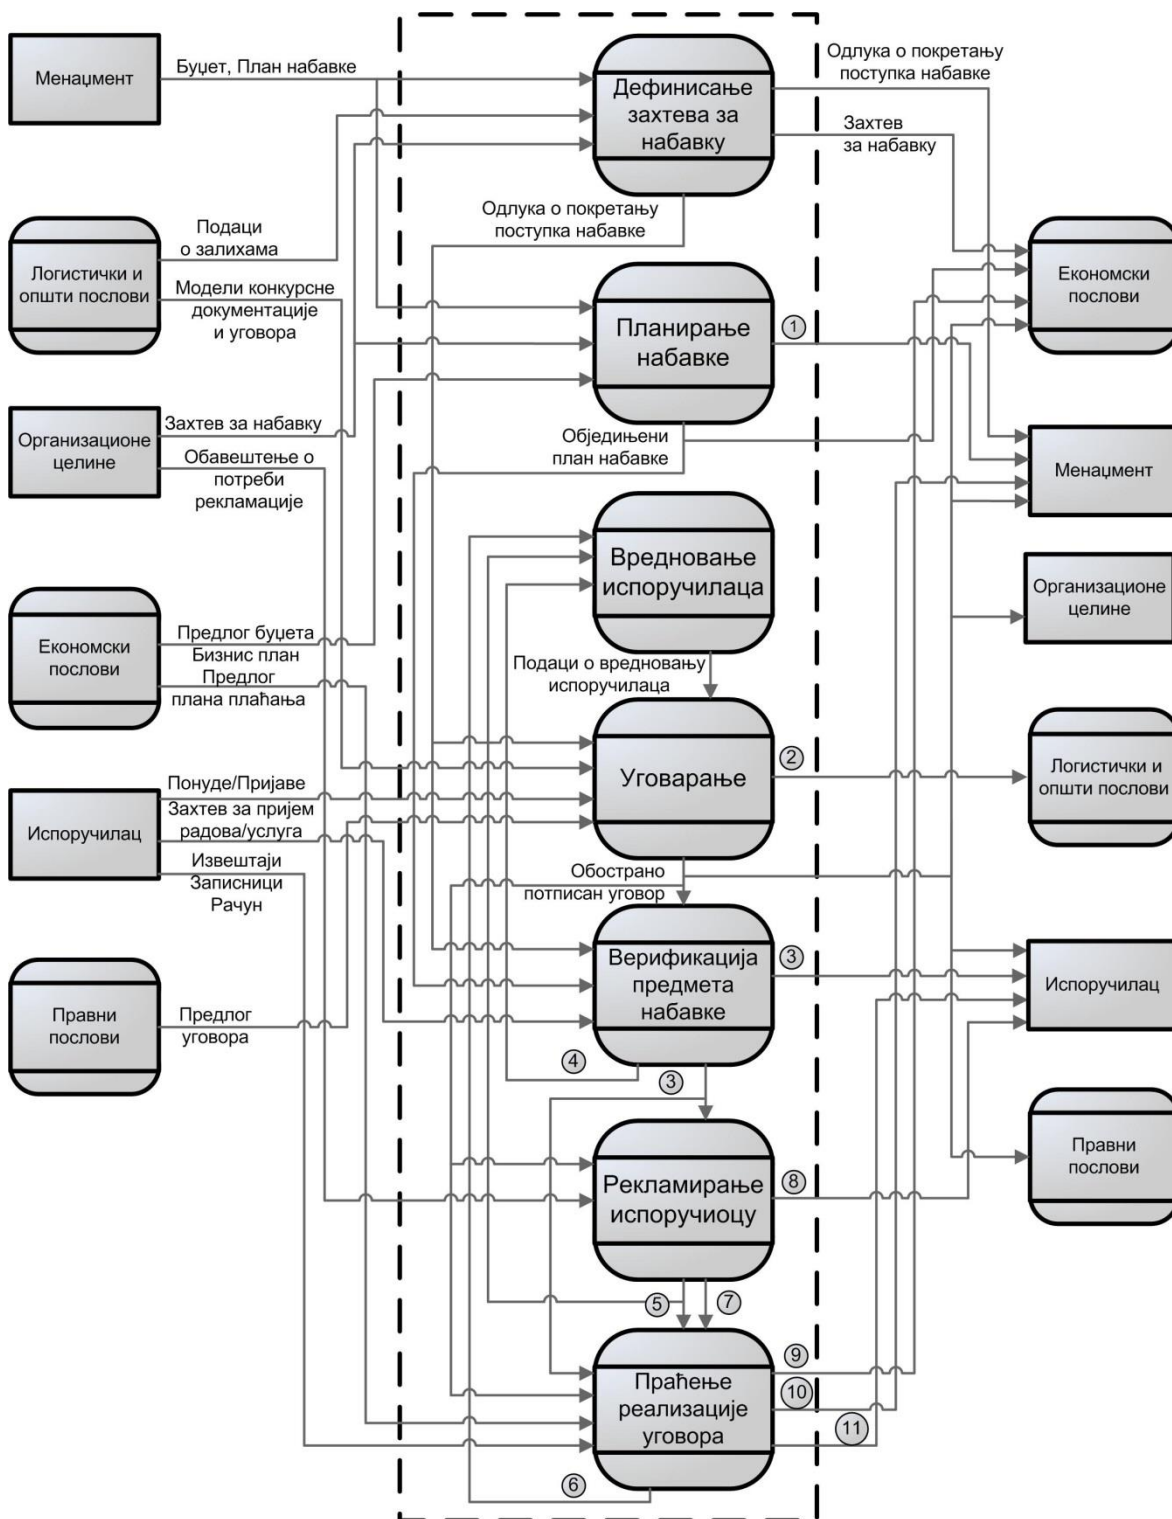 Менаџмент
Буџет, План набавке
Логистички и
општи послови
Подаци
о залихама
Модели конкурсне
документације
и уговора
Организационе
целине
Захтев за набавку
Обавештење о
потреби
рекламације
Економски
послови
Предлог буџета
Бизнис план
Предлог
плана плаћања
Испоручилац
Понуде/Пријаве
Захтев за пријем
радова/услуга
Извештаји
Записници
Рачун
Правни
послови
Предлог
уговора
Дефинисање
захтева за
набавку
Одлука о покретању
поступка набавке
Планирање
набавке
1
Обједињени
план набавке
Вредновање
испоручилаца
Подаци о вредновању
испоручилаца
Уговарање
2
Обострано
потписан уговор
Верификација
предмета
набавке
3
4
3
Рекламирање
испоручиоцу
8
5
7
Праћење
реализације
уговора
9
10
11
6
Одлука о покретању
поступка набавке
Захтев
за набавку
Економски
послови
Менаџмент
Организационе
целине
Логистички и
општи послови
Испоручилац
Правни
послови